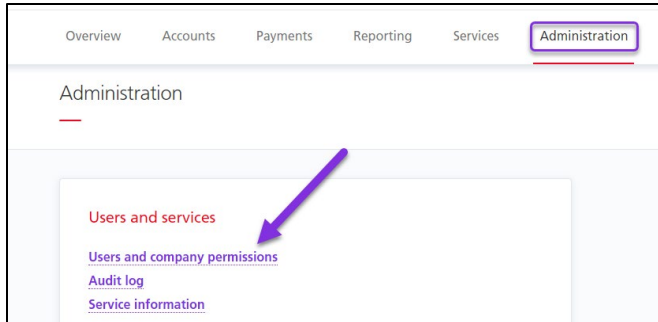 Overview Accounts Payments Reporting Services Administration
Administration
Users and services
Users and company permissions
Audit log
Service information